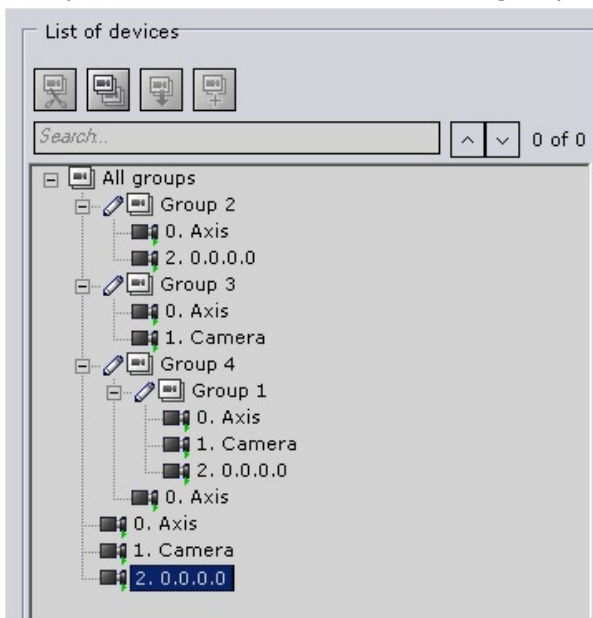 List of devices
Search...
0 of 0
All groups
Group 2
0. Axis
2. 0.0.0.0
Group 3
0. Axis
1. Camera
Group 4
Group 1
0. Axis
1. Camera
2. 0.0.0.0
0. Axis
0. Axis
1. Camera
2. 0.0.0.0